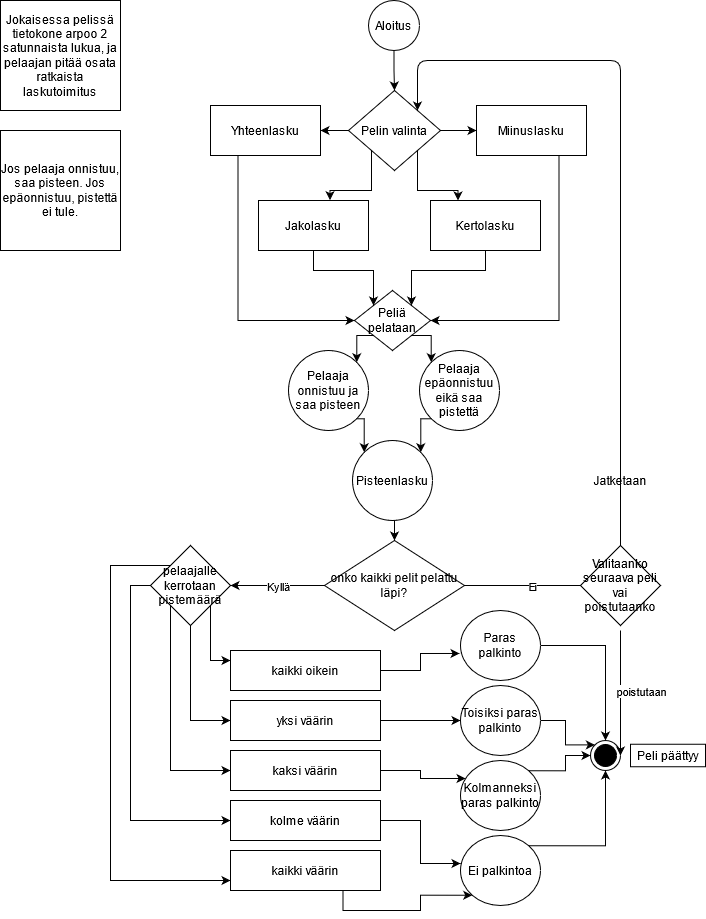 Jokaisessa pelissä
tietokone arpoo 2
satunnaista lukua, ja
pelaajan pitää osata
ratkaista
laskutoimitus
Jos pelaaja onnistuu,
saa pisteen. Jos
epäonnistuu, pistettä
ei tule.
Aloitus
Yhteenlasku
Pelin valinta
Miinuslasku
Jakolasku
Kertolasku
Peliä
pelataan
Pelaaja
onnistuu ja
saa pisteen
Pelaaja
epäonnistuu
eikä saa
pistettä
Pisteenlasku
Jatketaan
pelaajalle
kerrotaan
pistemäärä
Kyllä
onko kaikki pelit pelattu
läpi?
Ei
Valitaanko
seuraava peli
vai
poistutaanko
kaikki oikein
Paras
palkinto
poistutaan
yksi väärin
Toisiksi paras
palkinto
Peli päättyy
kaksi väärin
Kolmanneksi
paras palkinto
kolme väärin
kaikki väärin
Ei palkintoa